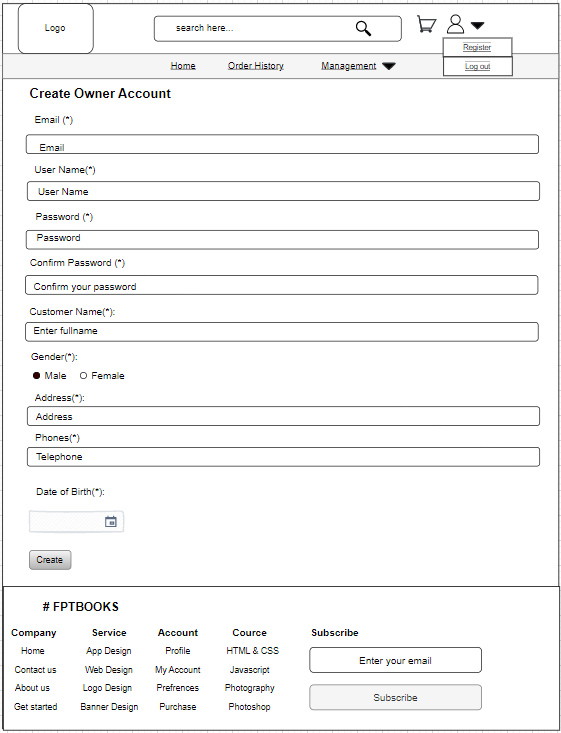 Logo
search here...
Register
Home Order History Management Log out
Create Owner Account
Email (*)
Email
User Name(*)
User Name
Password (*)
Password
Confirm Password (*)
Confirm your password
Customer Name(*):
Enter fullname
Gender(*):
Male Female
Address(*):
Address
Phones(*)
Telephone
Date of Birth(*):
Create
# FPTBOOKS
Company Service Account Cource Subscribe
Home App Design Profile HTML & CSS
Enter your email
Contact us Web Design My Account Javascript
About us Logo Design Prefrences Photography
Subscribe
Get started Banner Design Purchase Photoshop